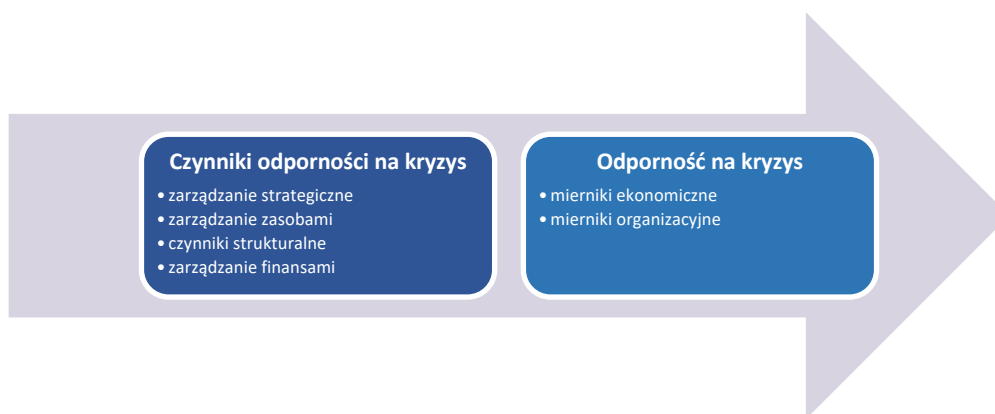 Czynniki odporności na kryzys
• zarządzanie strategiczne
• zarządzanie zasobami
• czynniki strukturalne
• zarządzanie finansami
Odporność na kryzys
• mierniki ekonomiczne
• mierniki organizacyjne